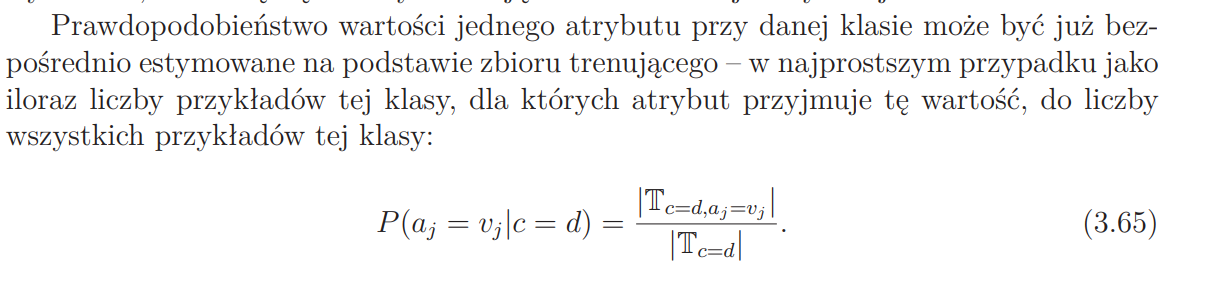 Prawdopodobieństwo wartości jednego atrybutu przy danej klasie może być już bez-
pośrednio estymowane na podstawie zbioru trenującego – w najprostszym przypadku jako
iloraz liczby przykładów tej klasy, dla których atrybut przyjmuje tę wartość, do liczby
wszystkich przykładów tej klasy:
P(a_j = v_j|c = d) = |𝕋_{c=d,a_j=v_j}| / |𝕋_{c=d}|. (3.65)